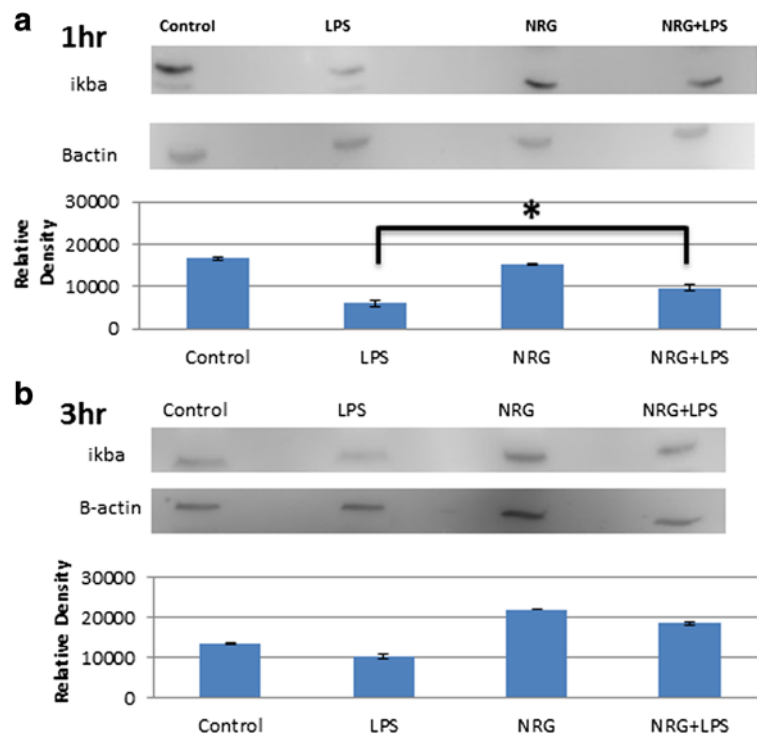 a
1hr
Control LPS NRG NRG+LPS
ikba
Bactin
30000
20000
10000
0
Relative
Density
*
Control LPS NRG NRG+LPS
b
3hr
Control LPS NRG NRG+LPS
ikba
B-actin
30000
20000
10000
0
Relative Density
Control LPS NRG NRG+LPS